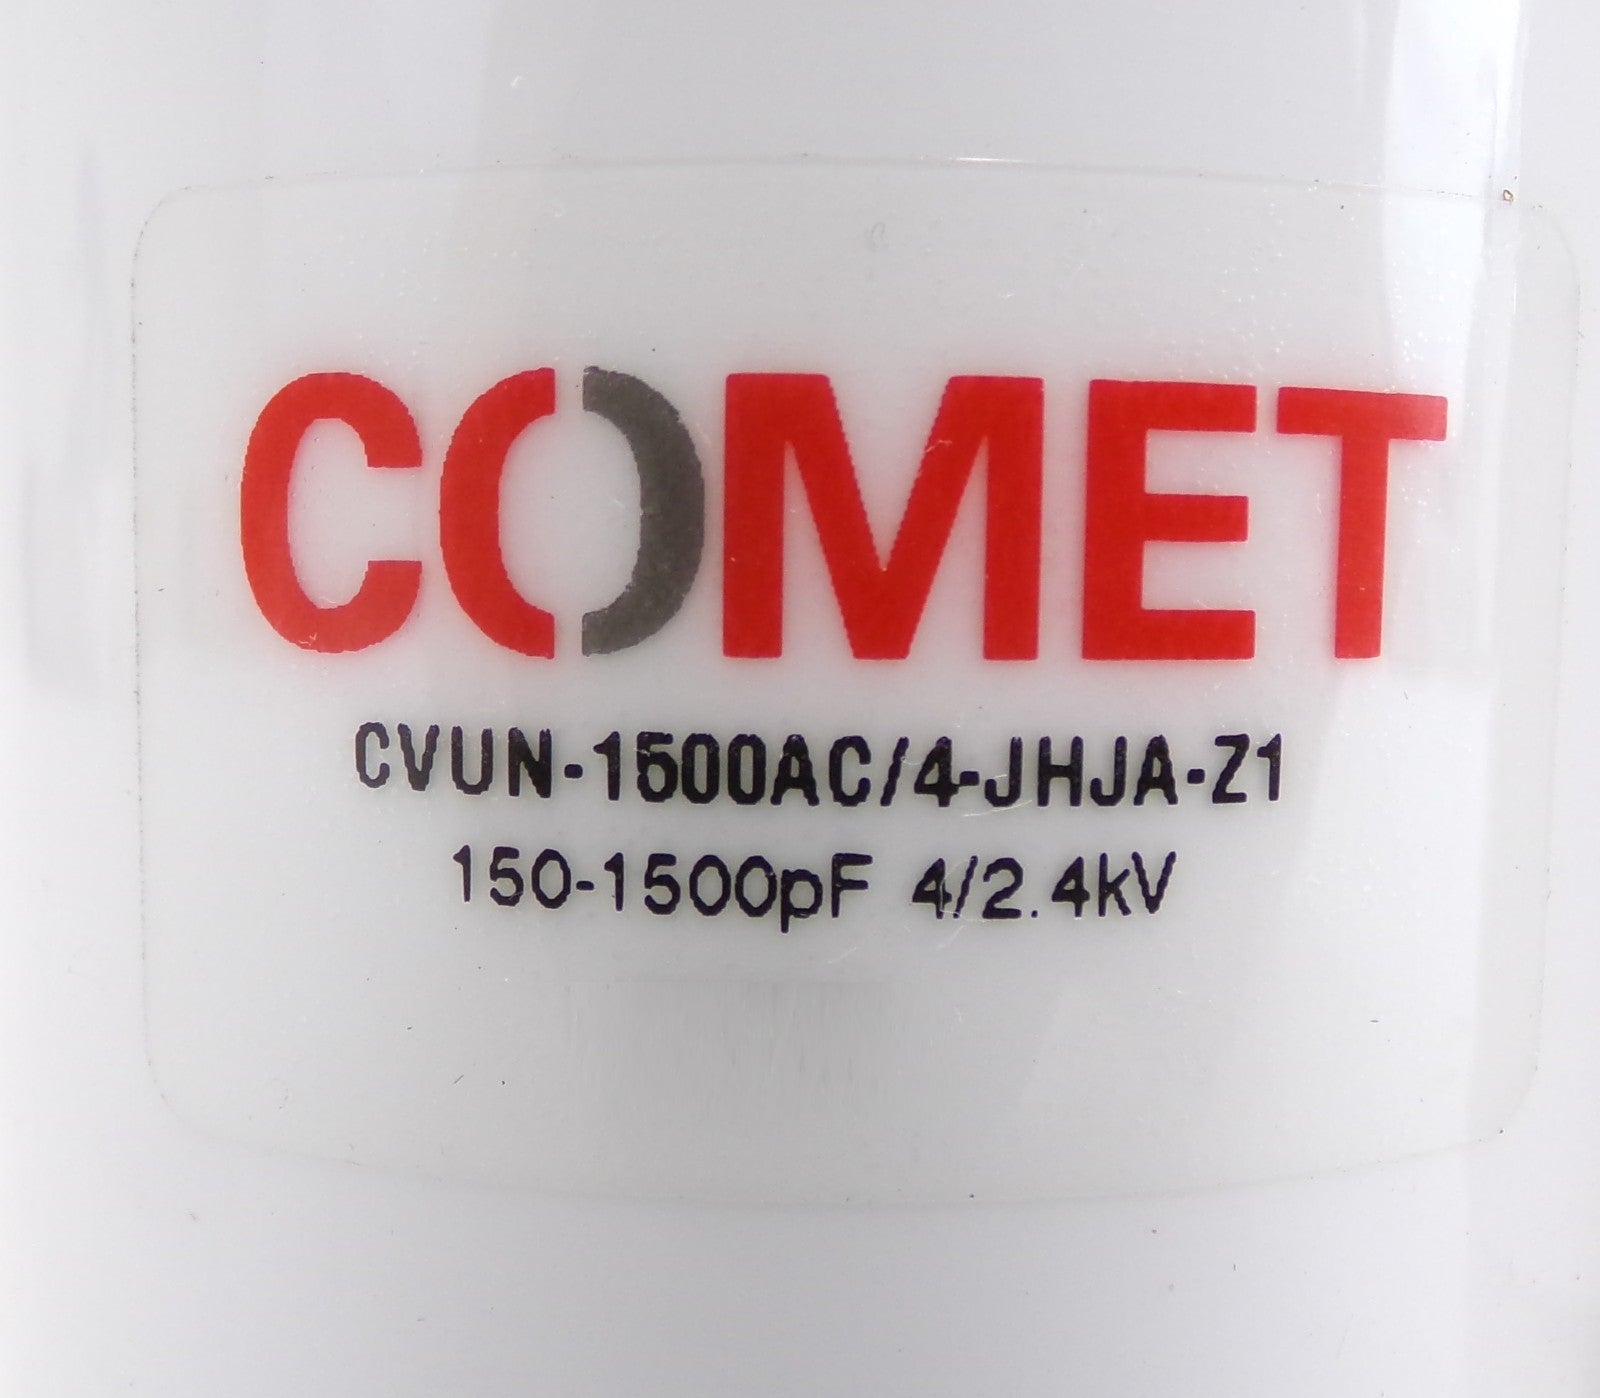 COMET
CVUN-1500AC/4-JHJA-Z1
150-1500pF 4/2.4kV